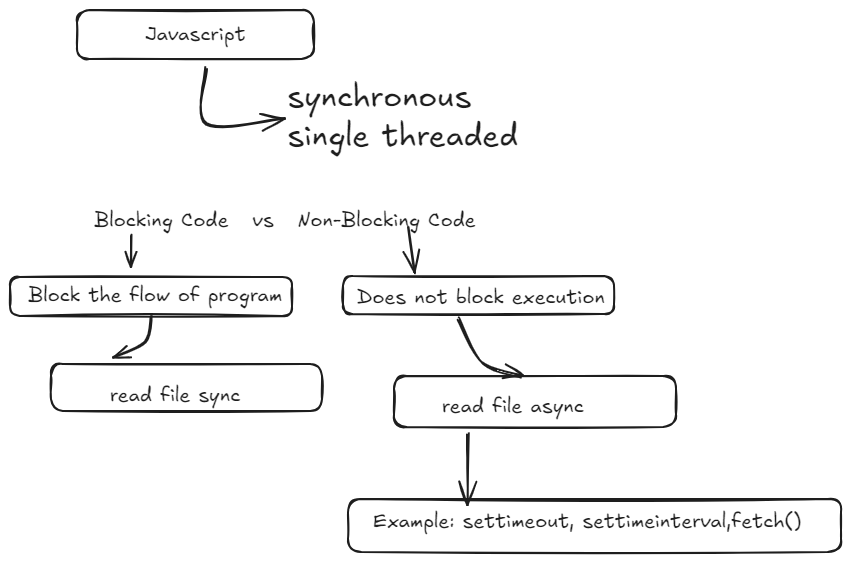 Javascript
synchronous
single threaded
Blocking Code vs Non-Blocking Code
Block the flow of program
Does not block execution
read file sync
read file async
Example: settimeout, settimeinterval,fetch()